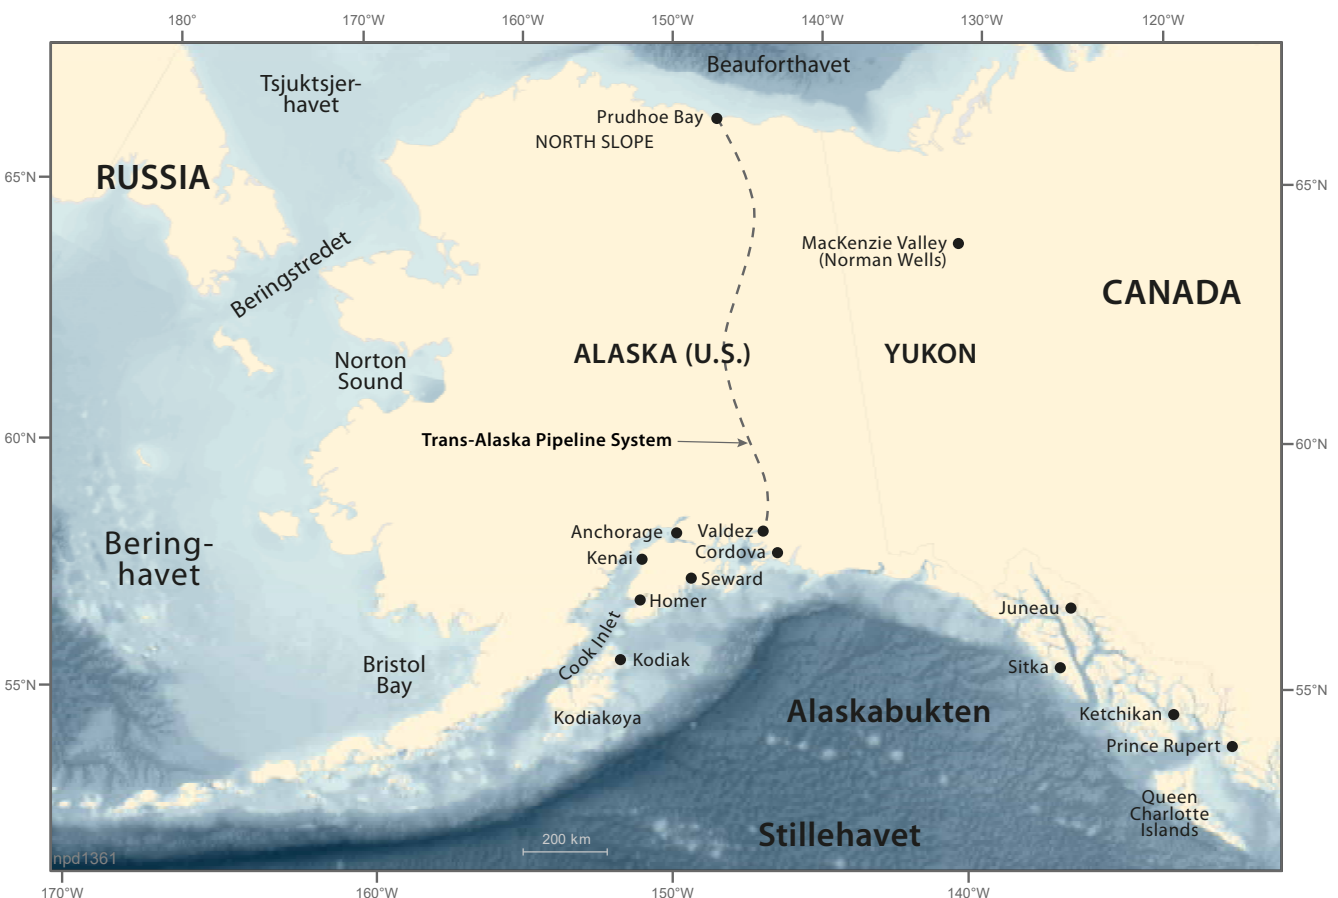 180°
170°W
160°W
150°W
140°W
130°W
120°W
Beauforthavet
Tsjuktsjer-
havet
Prudhoe Bay
NORTH SLOPE
RUSSIA
65°N
65°N
Beringstredet
MacKenzie Valley
(Norman Wells)
CANADA
ALASKA (U.S.)
YUKON
Norton
Sound
60°N
Trans-Alaska Pipeline System
60°N
Anchorage
Valdez
Cordova
Kenai
Seward
Homer
Bering-
havet
Juneau
Cook Inlet
Kodiak
Sitka
Bristol
Bay
55°N
55°N
Kodiakøya
Alaskabukten
Ketchikan
Prince Rupert
Queen
Charlotte
Islands
Stillehavet
200 km
npd1361
170°W
160°W
150°W
140°W